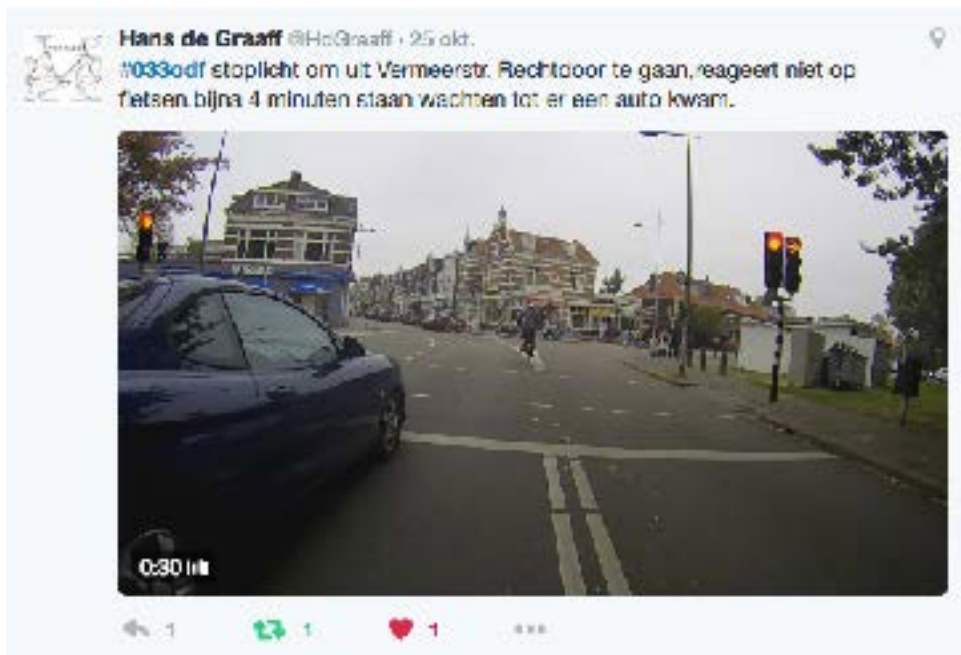 Hans de Graaff @HdGraaff · 25 okt.
#033odf stoplicht om uit Vermeerstr. Rechtdoor te gaan,reageert niet op
fietsen.bijna 4 minuten staan wachten tot er een auto kwam.
0:30
1 1 1